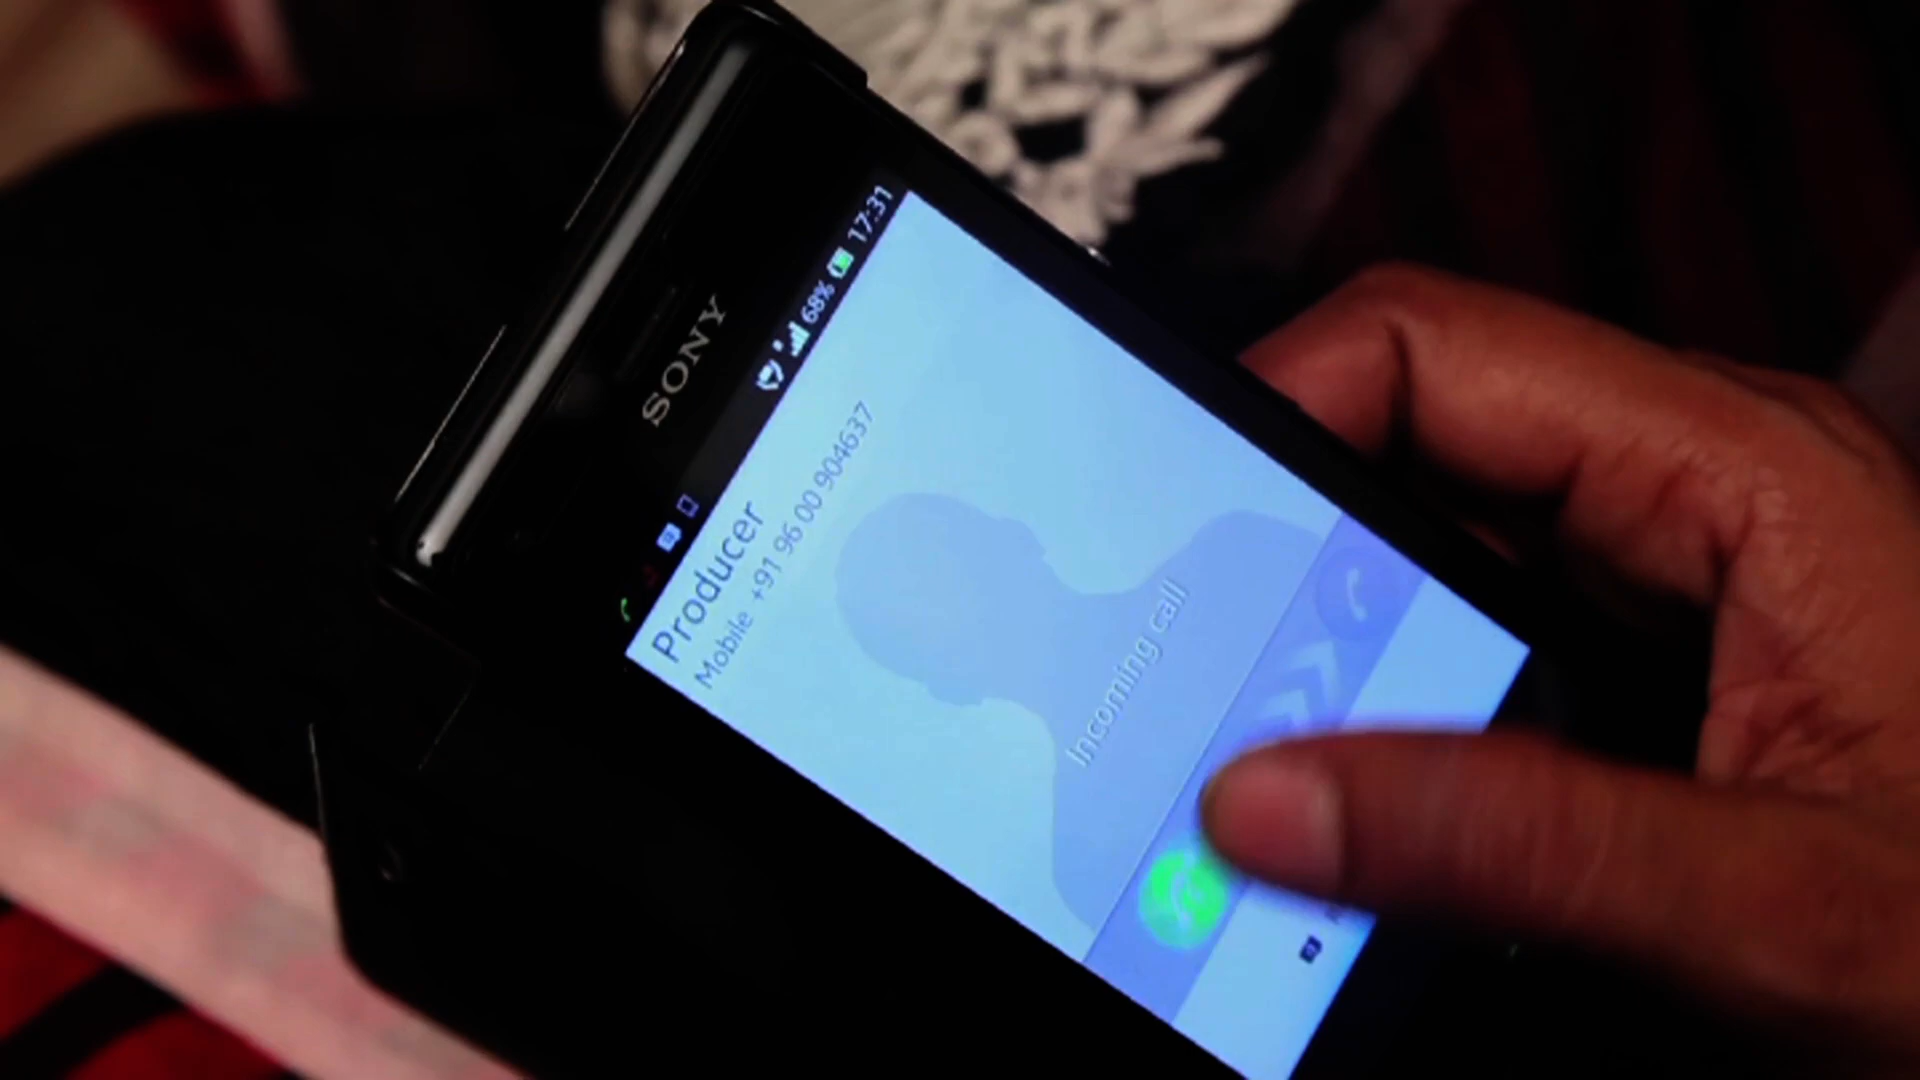 SONY
68% 17:31
Producer
Mobile +91 96 00 904637
Incoming call